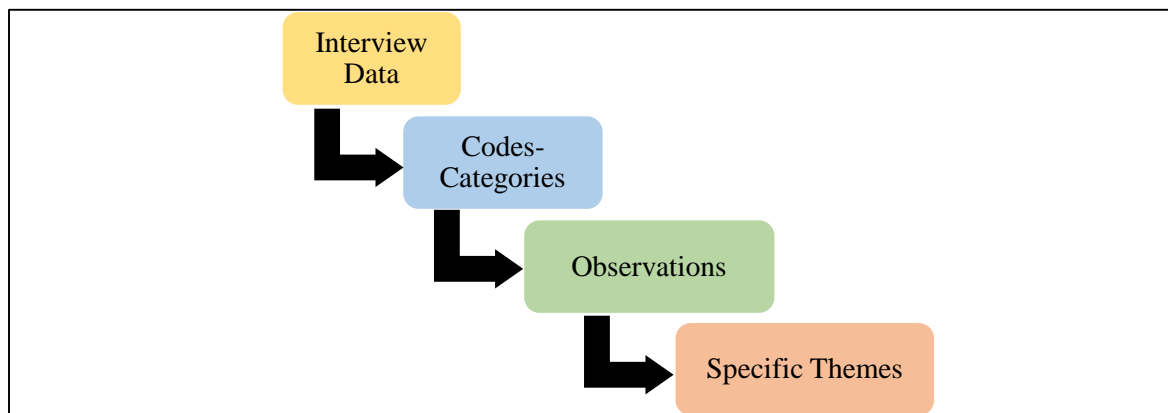 Interview
Data
Codes-
Categories
Observations
Specific Themes